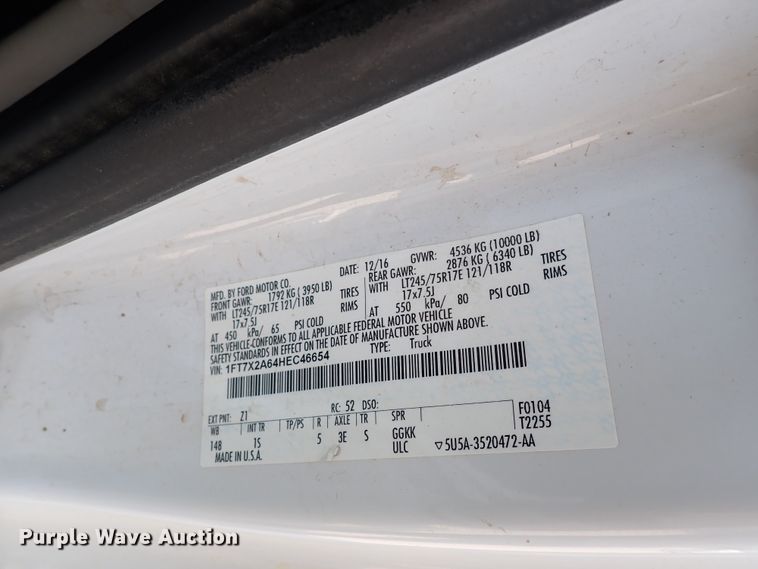 MFD. BY FORD MOTOR CO.
DATE: 12/16 GVWR: 4536 KG (10000 LB)
FRONT GAWR: 1792 KG ( 3950 LB)
REAR GAWR: 2876 KG ( 6340 LB)
WITH LT245/75R17E 121/118R TIRES
WITH LT245/75R17E 121/118R TIRES
17x7.5J RIMS
17x7.5J RIMS
AT 450 kPa/ 65 PSI COLD
AT 550 kPa/ 80 PSI COLD
THIS VEHICLE CONFORMS TO ALL APPLICABLE FEDERAL MOTOR VEHICLE
SAFETY STANDARDS IN EFFECT ON THE DATE OF MANUFACTURE SHOWN ABOVE.
VIN: 1FT7X2A64HEC46654 TYPE: Truck
EXT PNT: Z1 RC: 52 DSO:
WB INT TR TP/PS R AXLE TR SPR F0104
148 1S 5 3E S GGKK T2255
MADE IN U.S.A. ULC ▽5U5A-3520472-AA
Purple Wave Auction